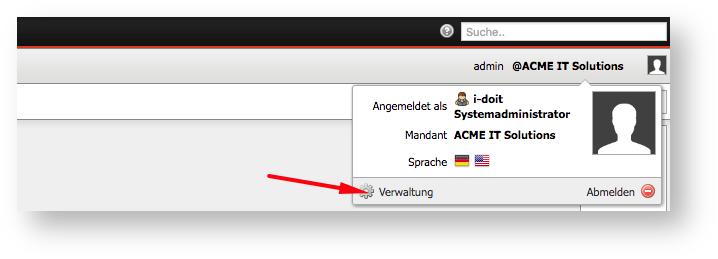 Suche..
admin @ACME IT Solutions
Angemeldet als i-doit
Systemadministrator
Mandant ACME IT Solutions
Sprache
Verwaltung Abmelden